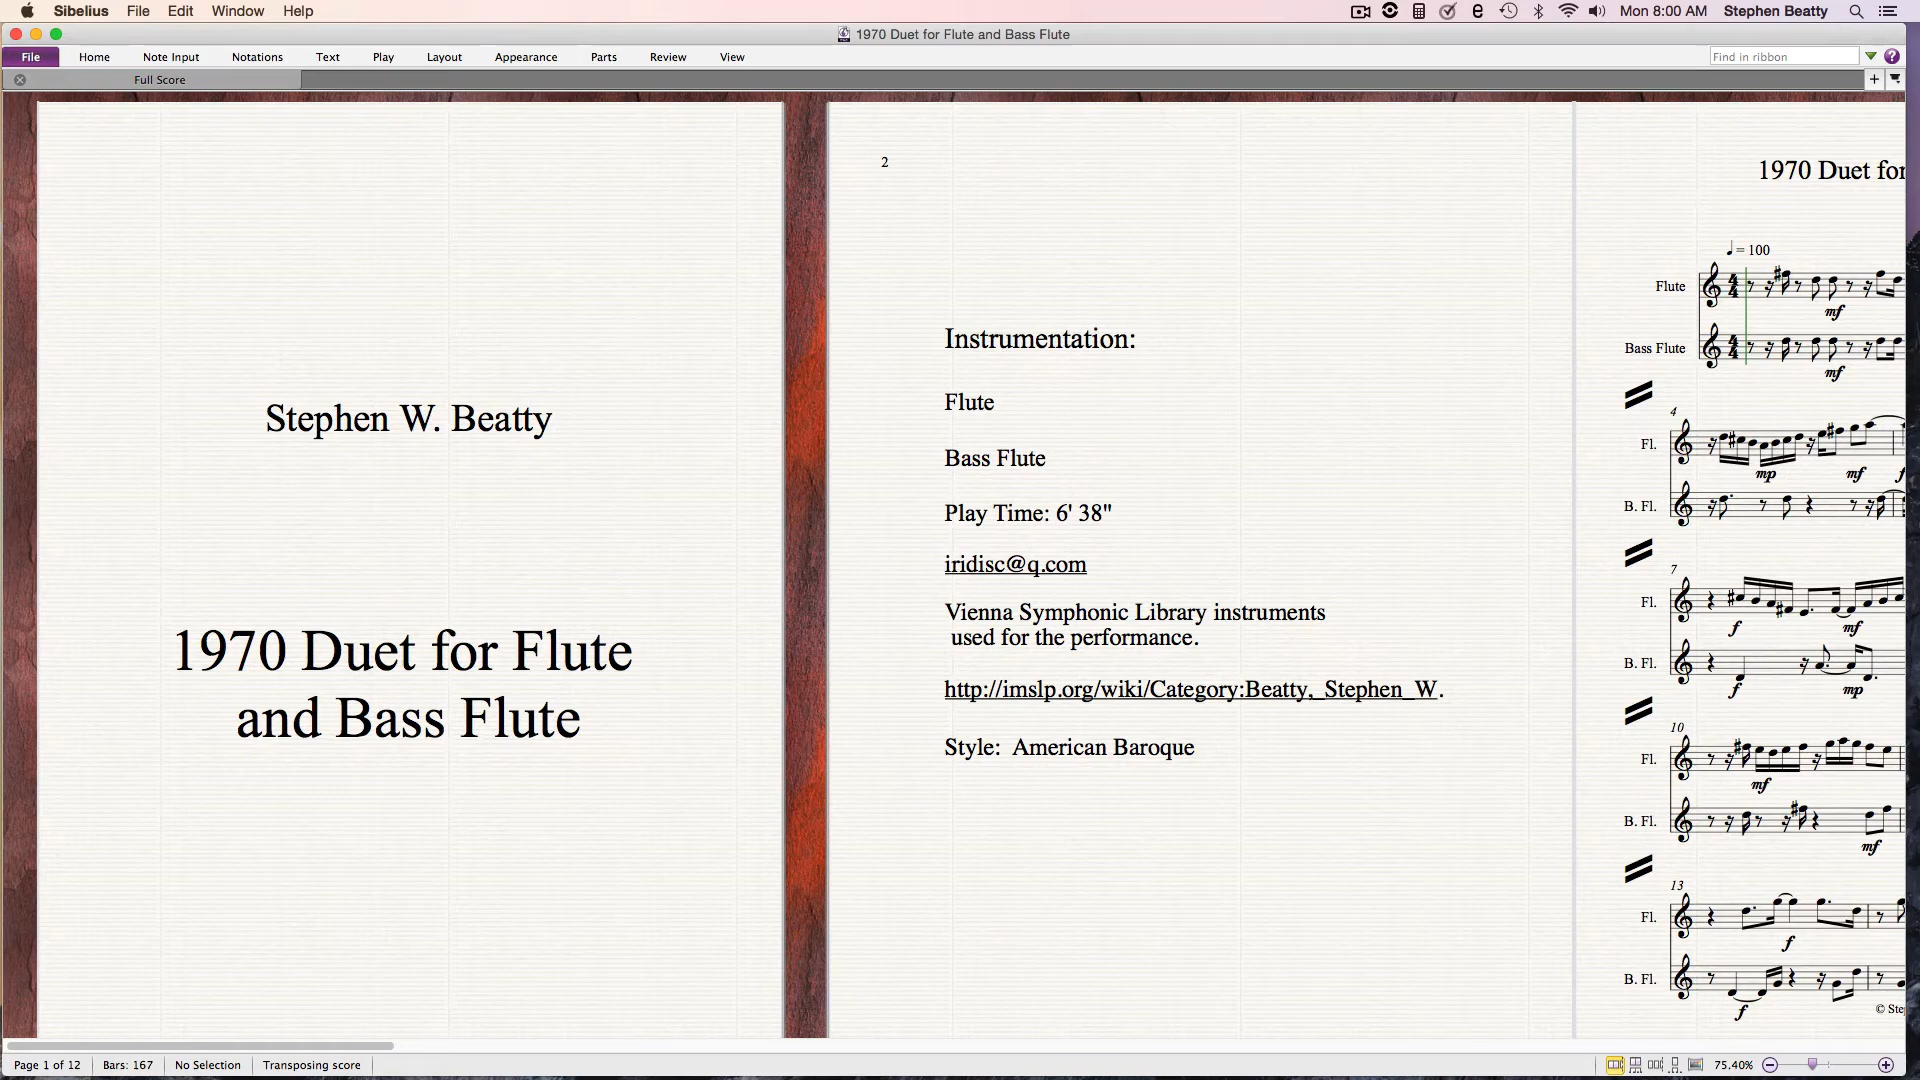 Sibelius File Edit Window Help
Mon 8:00 AM Stephen Beatty
1970 Duet for Flute and Bass Flute
File Home Note Input Notations Text Play Layout Appearance Parts Review View
Find in ribbon
Full Score
Stephen W. Beatty
1970 Duet for Flute
and Bass Flute
2
Instrumentation:
Flute
Bass Flute
Play Time: 6' 38"
iridisc@q.com
Vienna Symphonic Library instruments
used for the performance.
http://imslp.org/wiki/Category:Beatty,_Stephen_W.
Style: American Baroque
1970 Duet for
= 100
Flute
mf
Bass Flute
mf
4
Fl.
mp mf f
B. Fl.
7
Fl.
f mf
B. Fl.
f mp
10
Fl.
mf
B. Fl.
mf
13
Fl.
f
B. Fl.
f
© Ste
Page 1 of 12 Bars: 167 No Selection Transposing score
75.40%